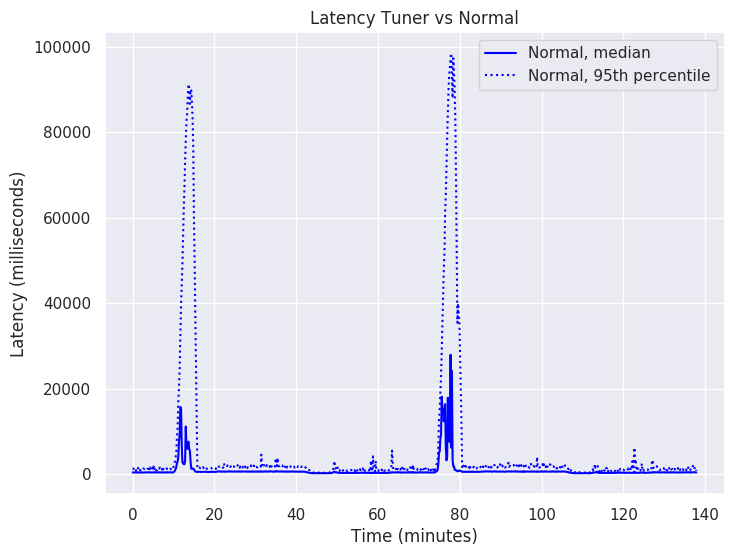 Latency Tuner vs Normal
Normal, median
Normal, 95th percentile
Latency (milliseconds)
100000
80000
60000
40000
20000
0
0 20 40 60 80 100 120 140
Time (minutes)